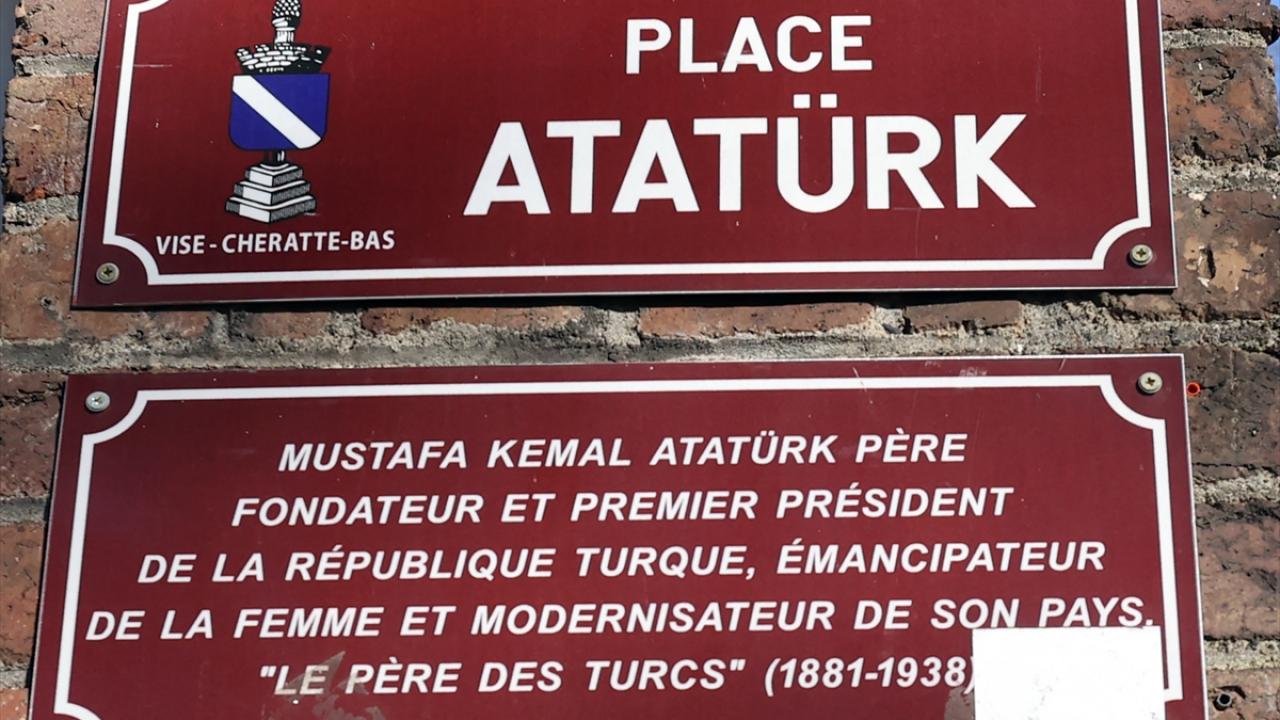 PLACE
ATATÜRK
VISE - CHERATTE-BAS
MUSTAFA KEMAL ATATÜRK PÈRE
FONDATEUR ET PREMIER PRÉSIDENT
DE LA RÉPUBLIQUE TURQUE, ÉMANCIPATEUR
DE LA FEMME ET MODERNISATEUR DE SON PAYS.
"LE PÈRE DES TURCS" (1881-1938)